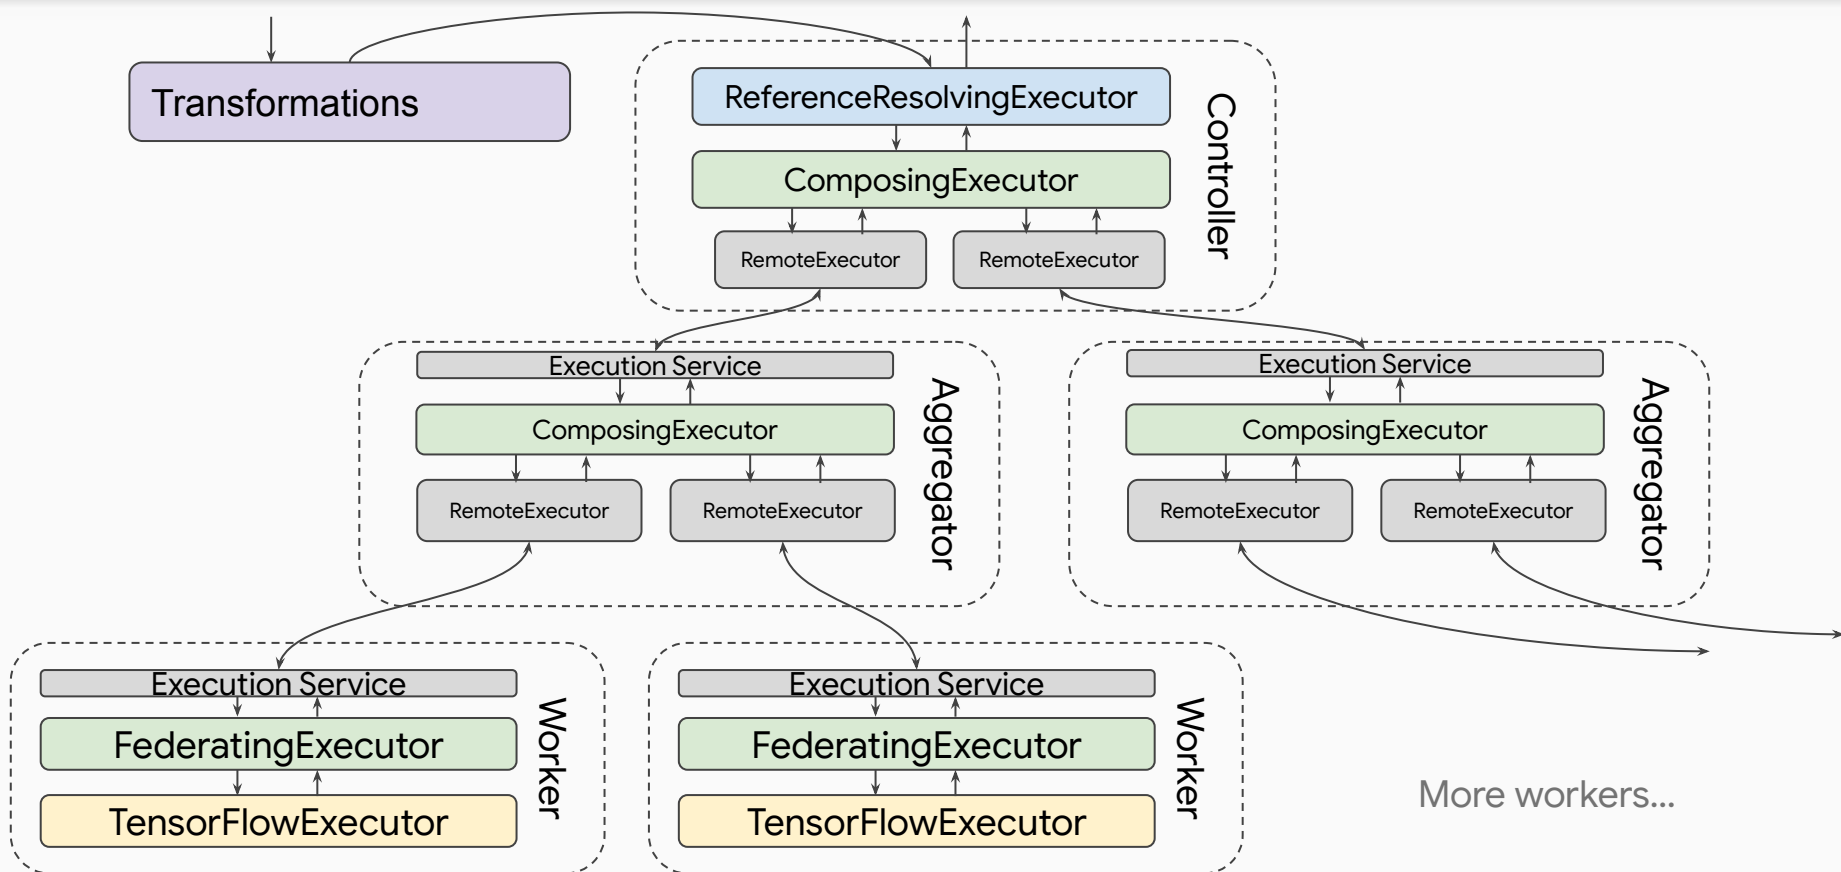 Transformations
ReferenceResolvingExecutor
ComposingExecutor
RemoteExecutor
RemoteExecutor
Controller
Execution Service
ComposingExecutor
RemoteExecutor
RemoteExecutor
Aggregator
Execution Service
ComposingExecutor
RemoteExecutor
RemoteExecutor
Aggregator
Execution Service
FederatingExecutor
TensorFlowExecutor
Worker
Execution Service
FederatingExecutor
TensorFlowExecutor
Worker
More workers...